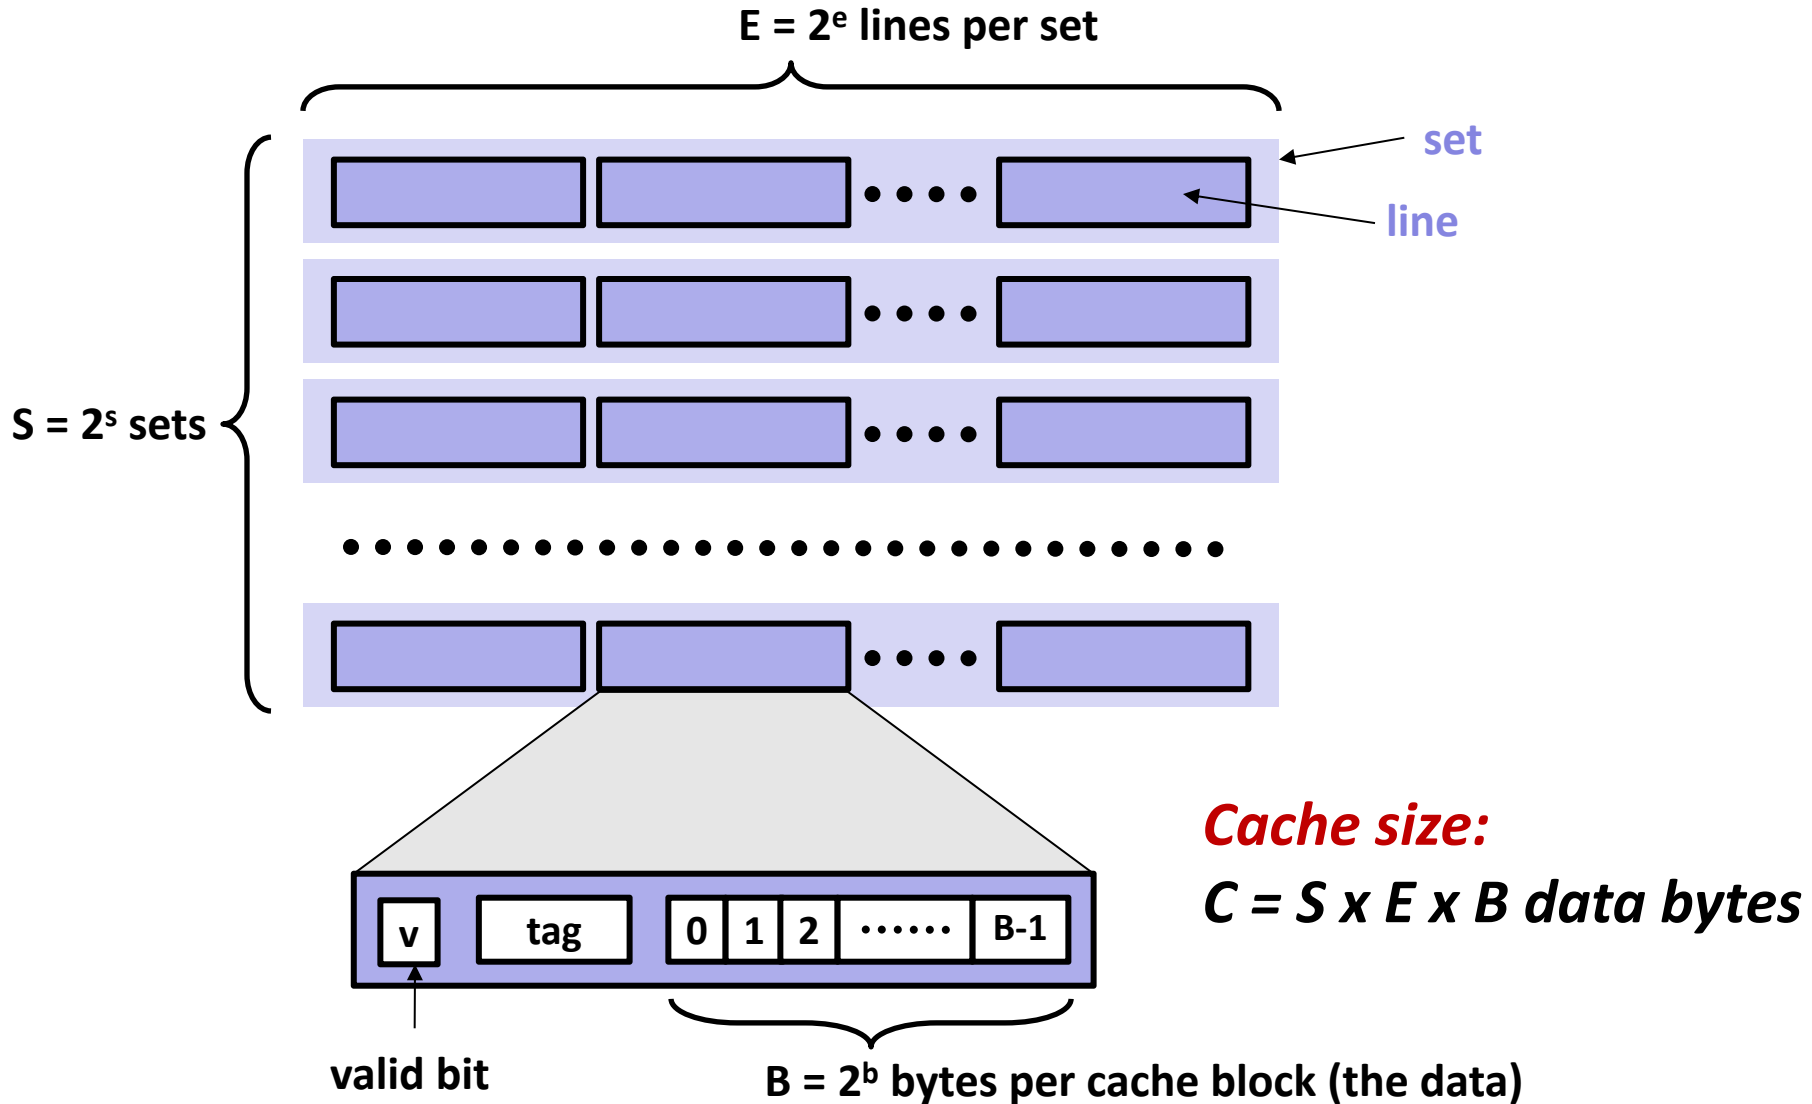 E = 2ᵉ lines per set
set
line
S = 2ˢ sets
Cache size:
C = S x E x B data bytes
v
tag
0 1 2 •••••• B-1
valid bit
B = 2ᵇ bytes per cache block (the data)